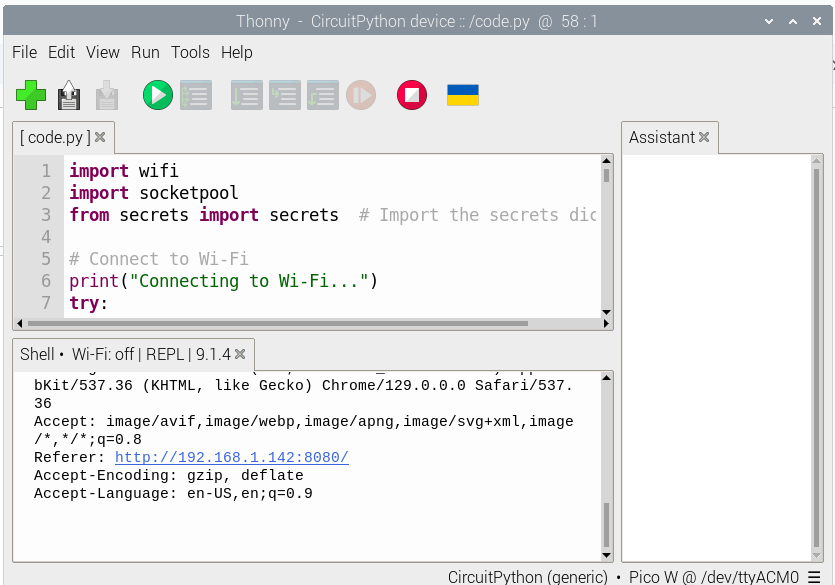 Thonny - CircuitPython device :: /code.py @ 58 : 1
File Edit View Run Tools Help
[ code.py ]
Assistant
1 import wifi
2 import socketpool
3 from secrets import secrets # Import the secrets dic
4
5 # Connect to Wi-Fi
6 print("Connecting to Wi-Fi...")
7 try:
Shell • Wi-Fi: off | REPL | 9.1.4
bKit/537.36 (KHTML, like Gecko) Chrome/129.0.0.0 Safari/537.
36
Accept: image/avif,image/webp,image/apng,image/svg+xml,image
/*,*/*;q=0.8
Referer: http://192.168.1.142:8080/
Accept-Encoding: gzip, deflate
Accept-Language: en-US,en;q=0.9
CircuitPython (generic) • Pico W @ /dev/ttyACM0 ☰